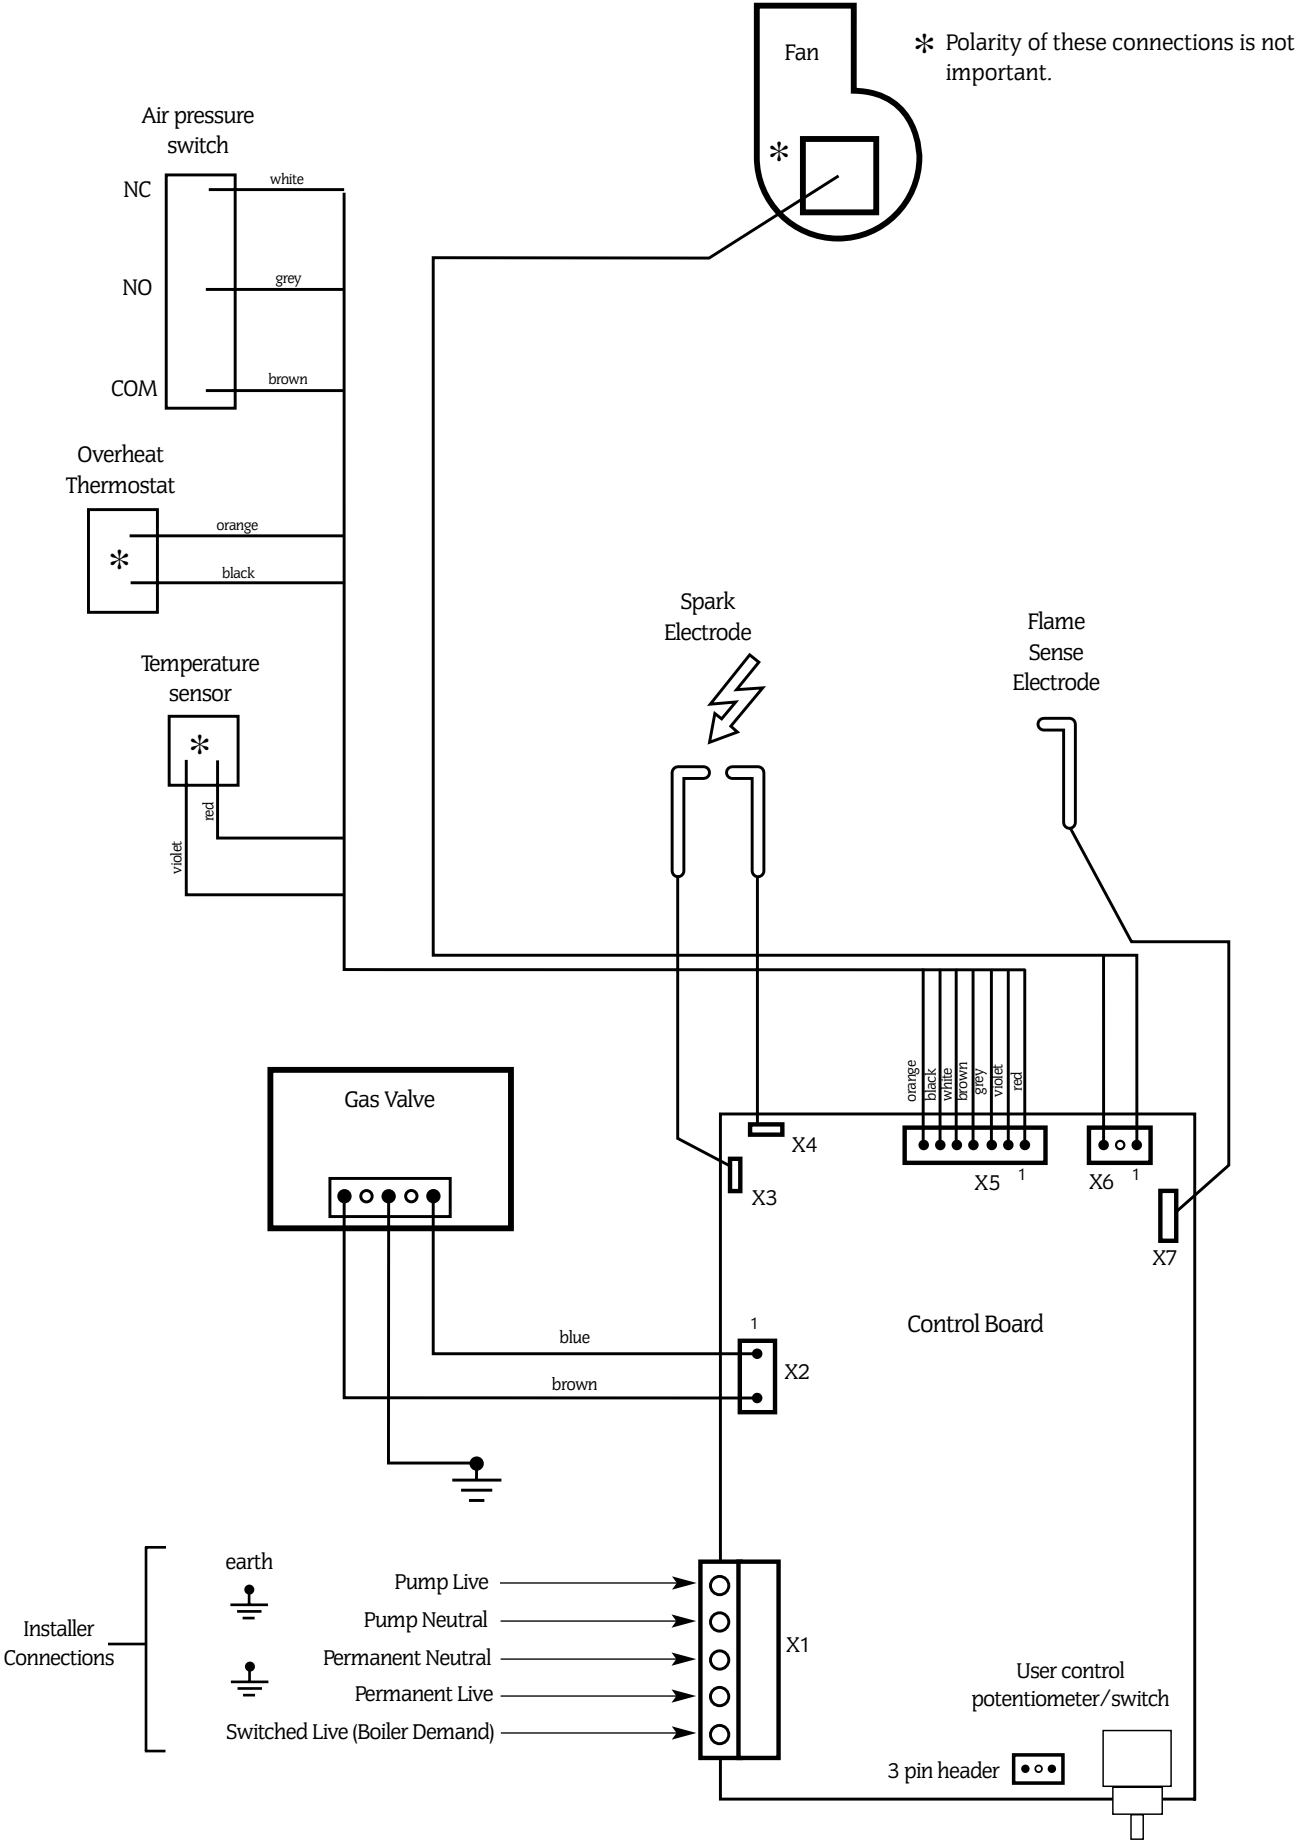 Fan
* Polarity of these connections is not
important.
Air pressure
switch
NC
white
*
NO
grey
COM
brown
Overheat
Thermostat
orange
*
black
Temperature
sensor
*
red
violet
Spark
Electrode
Flame
Sense
Electrode
orange
black
white
brown
grey
violet
red
Gas Valve
X4
X3
X5
1
X6
1
X7
Control Board
1
blue
X2
brown
Installer
Connections
earth
Pump Live
Pump Neutral
Permanent Neutral
Permanent Live
Switched Live (Boiler Demand)
X1
User control
potentiometer/switch
3 pin header